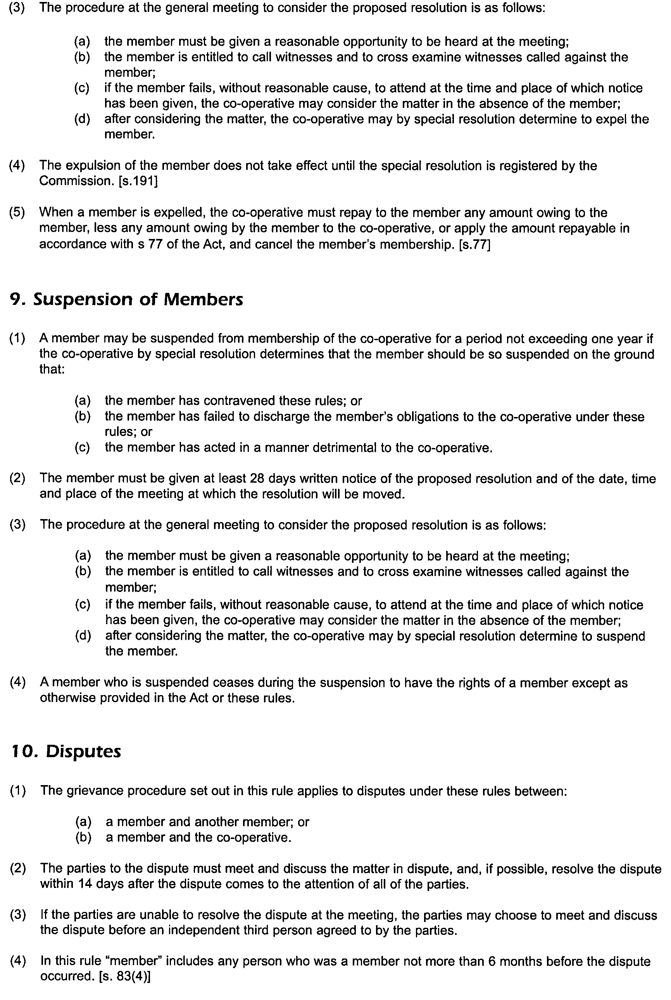 (3) The procedure at the general meeting to consider the proposed resolution is as follows:
(a) the member must be given a reasonable opportunity to be heard at the meeting;
(b) the member is entitled to call witnesses and to cross examine witnesses called against the
member;
(c) if the member fails, without reasonable cause, to attend at the time and place of which notice
has been given, the co-operative may consider the matter in the absence of the member;
(d) after considering the matter, the co-operative may by special resolution determine to expel the
member.
(4) The expulsion of the member does not take effect until the special resolution is registered by the
Commission. [s.191]
(5) When a member is expelled, the co-operative must repay to the member any amount owing to the
member, less any amount owing by the member to the co-operative, or apply the amount repayable in
accordance with s 77 of the Act, and cancel the member's membership. [s.77]
9. Suspension of Members
(1) A member may be suspended from membership of the co-operative for a period not exceeding one year if
the co-operative by special resolution determines that the member should be so suspended on the ground
that:
(a) the member has contravened these rules; or
(b) the member has failed to discharge the member's obligations to the co-operative under these
rules; or
(c) the member has acted in a manner detrimental to the co-operative.
(2) The member must be given at least 28 days written notice of the proposed resolution and of the date, time
and place of the meeting at which the resolution will be moved.
(3) The procedure at the general meeting to consider the proposed resolution is as follows:
(a) the member must be given a reasonable opportunity to be heard at the meeting;
(b) the member is entitled to call witnesses and to cross examine witnesses called against the
member;
(c) if the member fails, without reasonable cause, to attend at the time and place of which notice
has been given, the co-operative may consider the matter in the absence of the member;
(d) after considering the matter, the co-operative may by special resolution determine to suspend
the member.
(4) A member who is suspended ceases during the suspension to have the rights of a member except as
otherwise provided in the Act or these rules.
10. Disputes
(1) The grievance procedure set out in this rule applies to disputes under these rules between:
(a) a member and another member; or
(b) a member and the co-operative.
(2) The parties to the dispute must meet and discuss the matter in dispute, and, if possible, resolve the dispute
within 14 days after the dispute comes to the attention of all of the parties.
(3) If the parties are unable to resolve the dispute at the meeting, the parties may choose to meet and discuss
the dispute before an independent third person agreed to by the parties.
(4) In this rule “member” includes any person who was a member not more than 6 months before the dispute
occurred. [s. 83(4)]